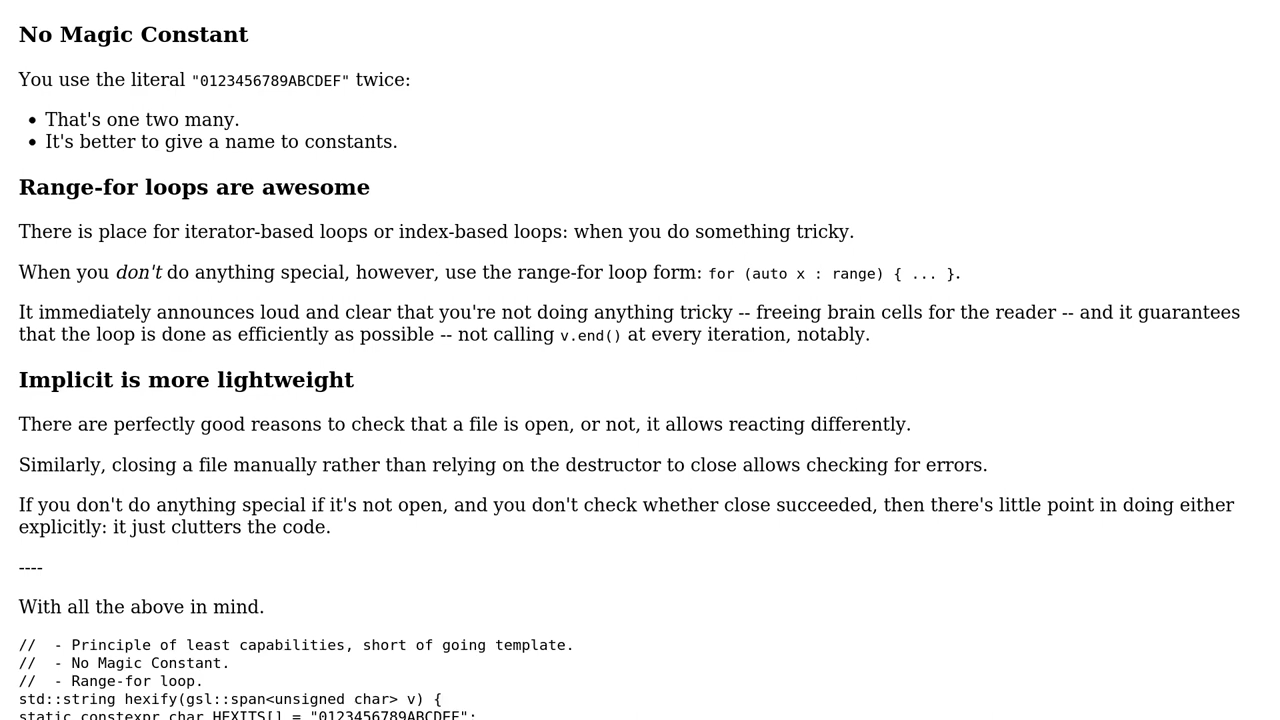 No Magic Constant
You use the literal "0123456789ABCDEF" twice:
• That's one two many.
• It's better to give a name to constants.
Range-for loops are awesome
There is place for iterator-based loops or index-based loops: when you do something tricky.
When you don't do anything special, however, use the range-for loop form: for (auto x : range) { ... }.
It immediately announces loud and clear that you're not doing anything tricky -- freeing brain cells for the reader -- and it guarantees
that the loop is done as efficiently as possible -- not calling v.end() at every iteration, notably.
Implicit is more lightweight
There are perfectly good reasons to check that a file is open, or not, it allows reacting differently.
Similarly, closing a file manually rather than relying on the destructor to close allows checking for errors.
If you don't do anything special if it's not open, and you don't check whether close succeeded, then there's little point in doing either
explicitly: it just clutters the code.
----
With all the above in mind.
//  - Principle of least capabilities, short of going template.
//  - No Magic Constant.
//  - Range-for loop.
std::string hexify(gsl::span<unsigned char> v) {
static constexpr char HEXITS[] = "0123456789ABCDEF";